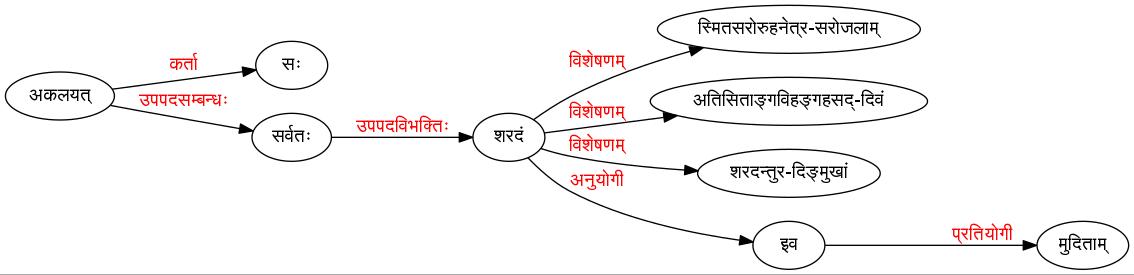 स्मितसरोरुहनेत्र-सरोजलाम्
विशेषणम्
कर्ता
सः
अकलयत्
उपपदसम्बन्धः
अतिसिताङ्गविहङ्गहसद्-दिवं
विशेषणम्
सर्वतः
उपपदविभक्तिः
शरदं
विशेषणम्
शरदन्तुर-दिङ्मुखां
अनुयोगी
इव
प्रतियोगी
मुदिताम्